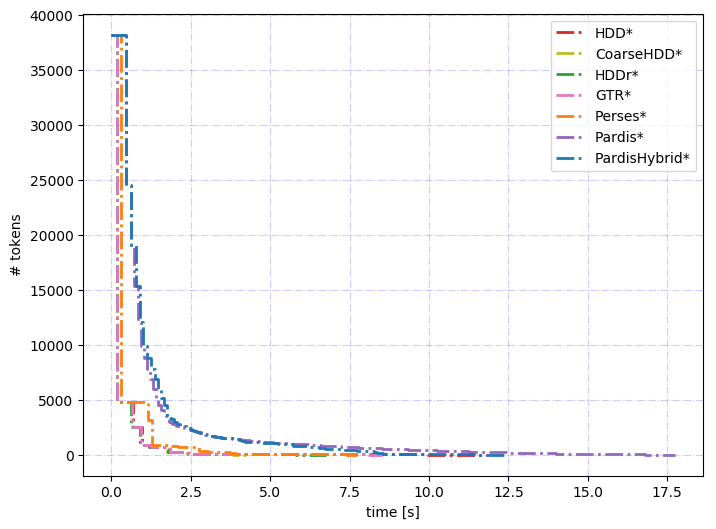 40000
35000
30000
25000
20000
15000
10000
5000
0
# tokens
0.0 2.5 5.0 7.5 10.0 12.5 15.0 17.5
time [s]
HDD*
CoarseHDD*
HDDr*
GTR*
Perses*
Pardis*
PardisHybrid*